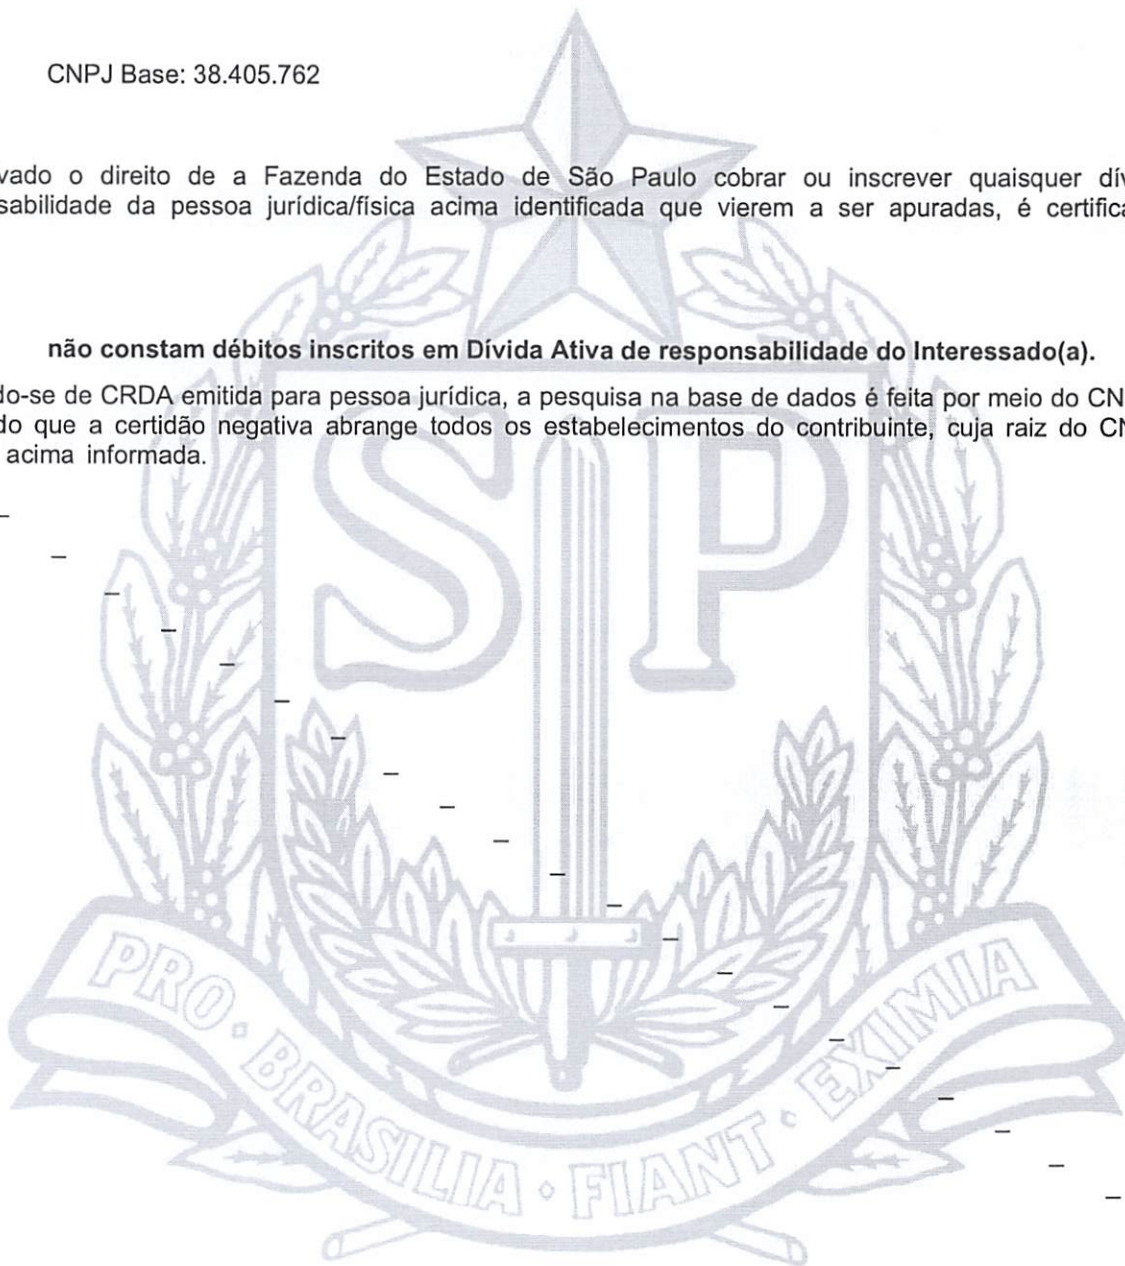 CNPJ Base: 38.405.762
vado o direito de a Fazenda do Estado de São Paulo cobrar ou inscrever quaisquer dív
sabilidade da pessoa jurídica/física acima identificada que vierem a ser apuradas, é certifica
não constam débitos inscritos em Dívida Ativa de responsabilidade do Interessado(a).
do-se de CRDA emitida para pessoa jurídica, a pesquisa na base de dados é feita por meio do CN
do que a certidão negativa abrange todos os estabelecimentos do contribuinte, cuja raiz do CN
acima informada.
SP
PRO · BRASILIA · FIANT · EXIMIA